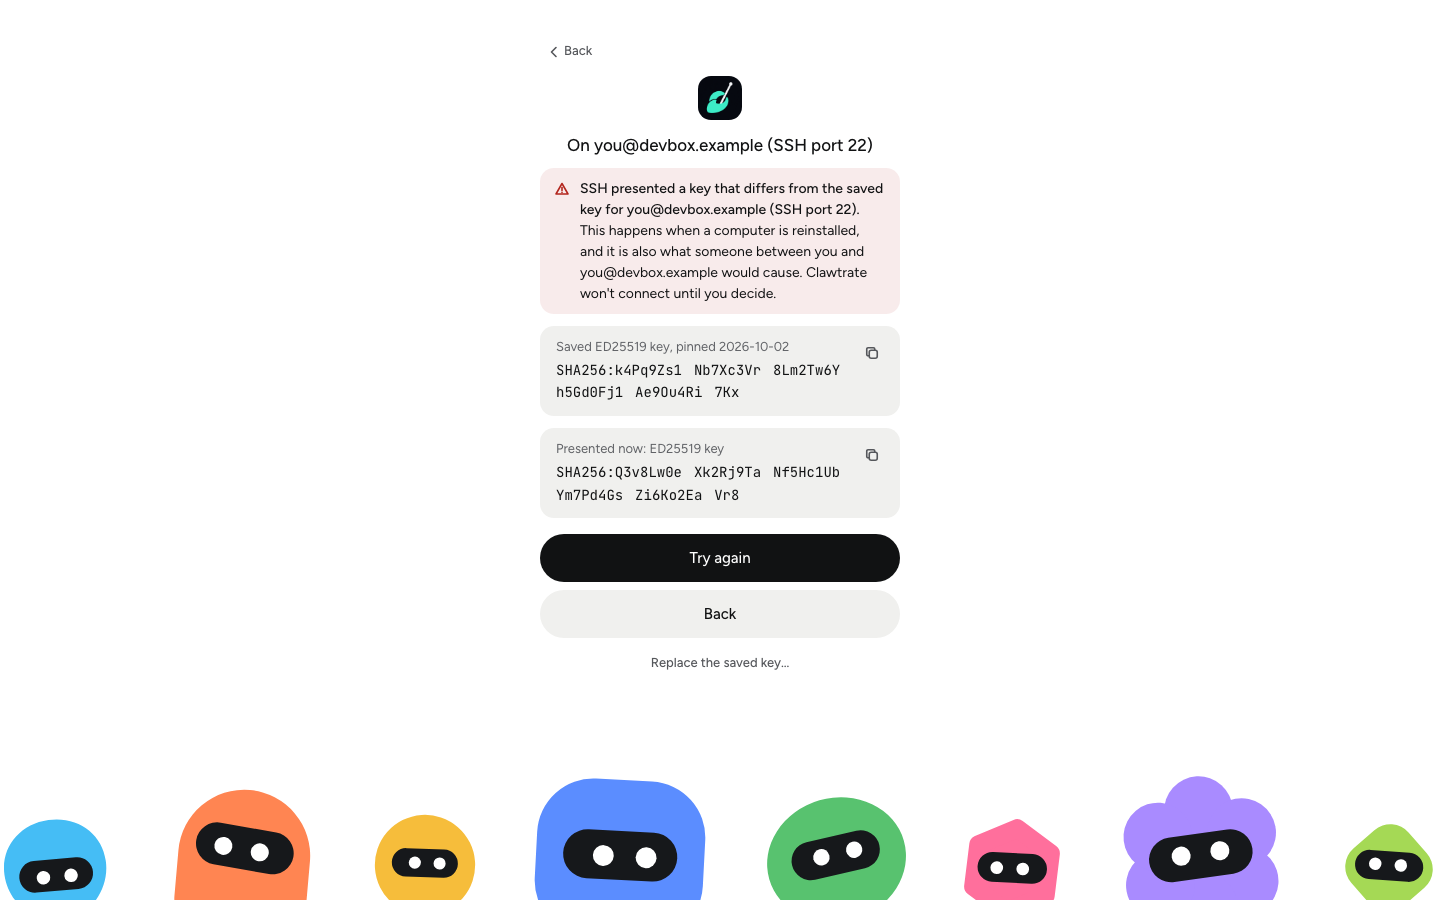 Back
On you@devbox.example (SSH port 22)
SSH presented a key that differs from the saved
key for you@devbox.example (SSH port 22).
This happens when a computer is reinstalled,
and it is also what someone between you and
you@devbox.example would cause. Clawtrate
won't connect until you decide.
Saved ED25519 key, pinned 2026-10-02
SHA256:k4Pq9Zs1 Nb7Xc3Vr 8Lm2Tw6Y
h5Gd0Fj1 Ae9Ou4Ri 7Kx
Presented now: ED25519 key
SHA256:Q3v8Lw0e Xk2Rj9Ta Nf5Hc1Ub
Ym7Pd4Gs Zi6Ko2Ea Vr8
Try again
Back
Replace the saved key…